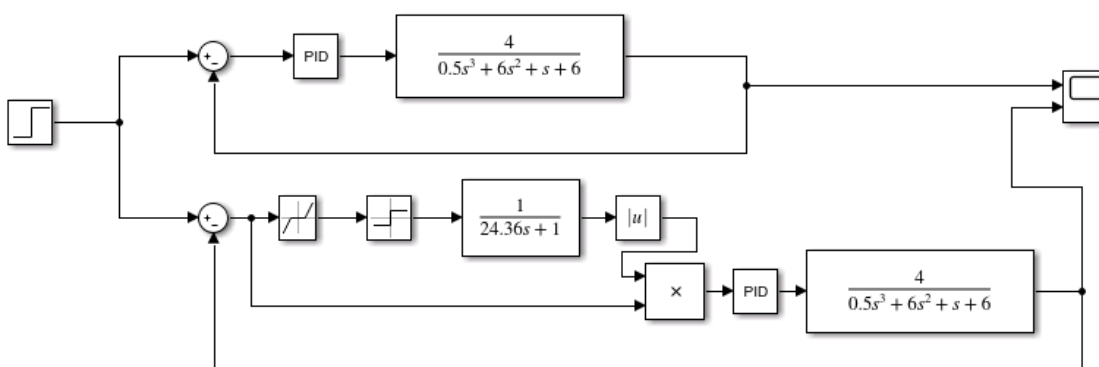 +
-
PID
4
0.5s³ + 6s² + s + 6
+
-
1
24.36s + 1
|u|
×
PID
4
0.5s³ + 6s² + s + 6